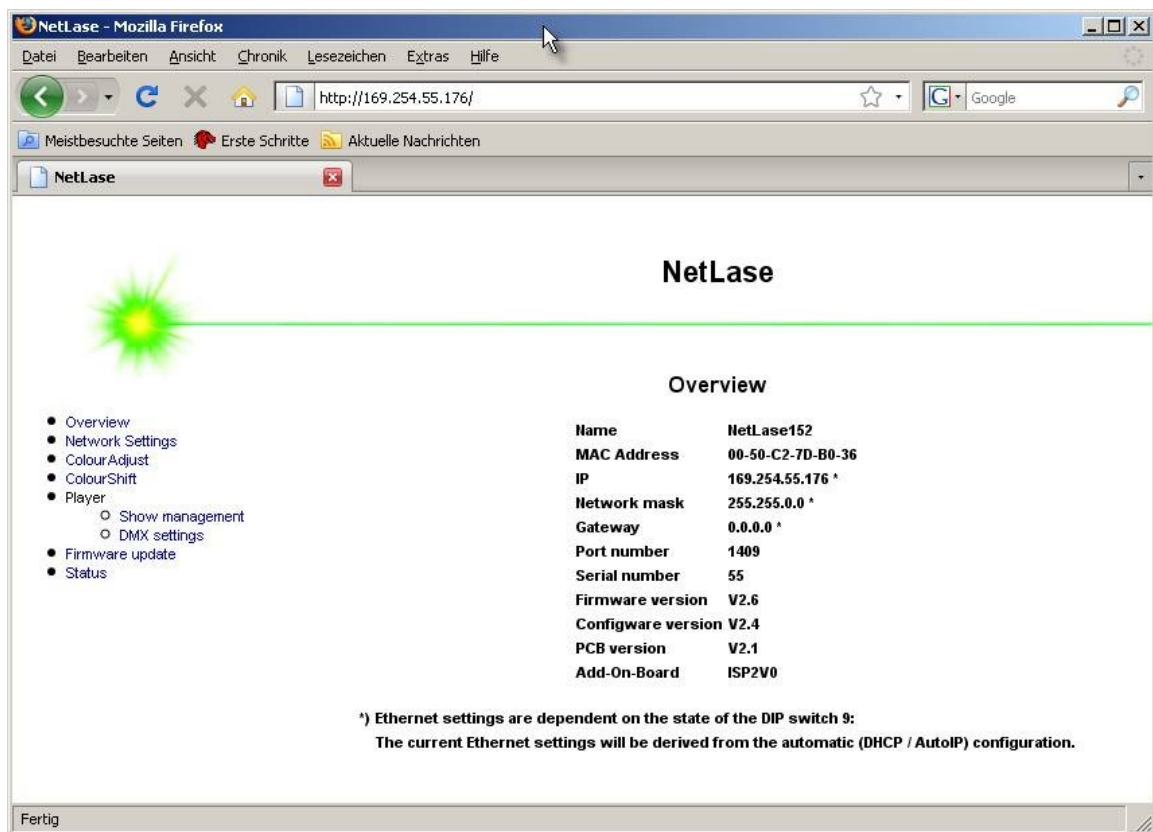 NetLase - Mozilla Firefox
Datei Bearbeiten Ansicht Chronik Lesezeichen Extras Hilfe
http://169.254.55.176/
G Google
Meistbesuchte Seiten Erste Schritte Aktuelle Nachrichten
NetLase
NetLase
Overview
Overview
Network Settings
ColourAdjust
ColourShift
Player
Show management
DMX settings
Firmware update
Status
Name NetLase152
MAC Address 00-50-C2-7D-B0-36
IP 169.254.55.176 *
Network mask 255.255.0.0 *
Gateway 0.0.0.0 *
Port number 1409
Serial number 55
Firmware version V2.6
Configware version V2.4
PCB version V2.1
Add-On-Board ISP2V0
*) Ethernet settings are dependent on the state of the DIP switch 9:
The current Ethernet settings will be derived from the automatic (DHCP / AutoIP) configuration.
Fertig